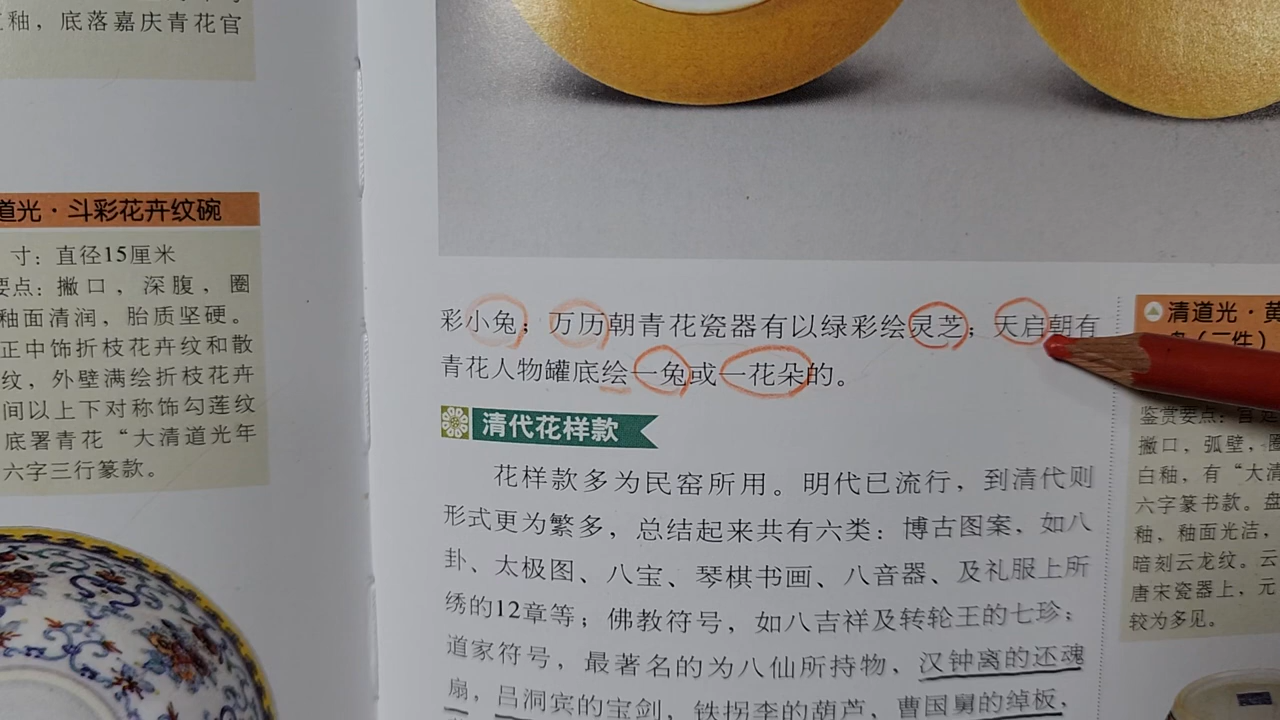 釉，底落嘉庆青花官
道光·斗彩花卉纹碗
寸：直径15厘米
要点：撇口，深腹，圈
釉面清润，胎质坚硬。
正中饰折枝花卉纹和散
纹，外壁满绘折枝花卉
间以上下对称饰勾莲纹
底署青花“大清道光年
六字三行篆款。
彩小兔；万历朝青花瓷器有以绿彩绘灵芝；天启朝有
青花人物罐底绘一兔或一花朵的。
清代花样款
花样款多为民窑所用。明代已流行，到清代则
形式更为繁多，总结起来共有六类：博古图案，如八
卦、太极图、八宝、琴棋书画、八音器、及礼服上所
绣的12章等；佛教符号，如八吉祥及转轮王的七珍；
道家符号，最著名的为八仙所持物，汉钟离的还魂
扇，吕洞宾的宝剑，铁拐李的葫芦，曹国舅的绰板，
清道光·黄
（二件）
鉴赏要点：
撇口，弧壁，圈
白釉，有“大清
六字篆书款。盘
釉，釉面光洁，
暗刻云龙纹。云
唐宋瓷器上，元
较为多见。